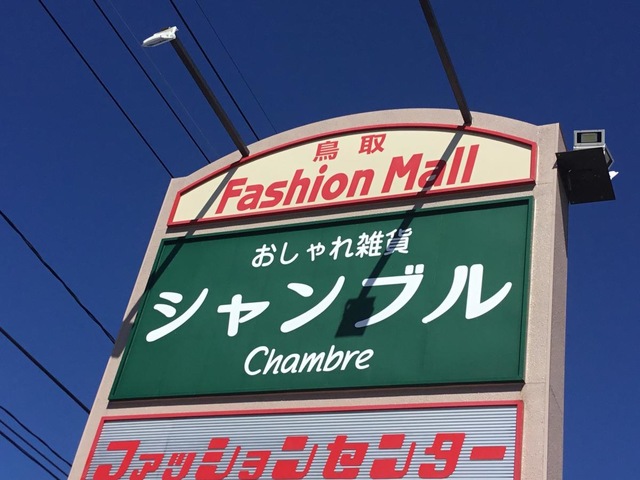 鳥取
Fashion Mall
おしゃれ雑貨
シャンブル
Chambre
ファッションセンター